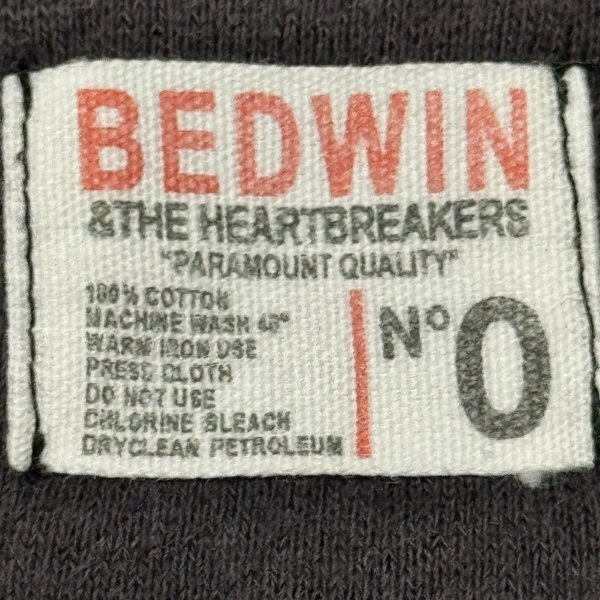 BEDWIN
&THE HEARTBREAKERS
"PARAMOUNT QUALITY"
100% COTTON
MACHINE WASH 40°
WARM IRON USE
PRESS CLOTH
DO NOT USE
CHLORINE BLEACH
DRYCLEAN PETROLEUM
Nº 0